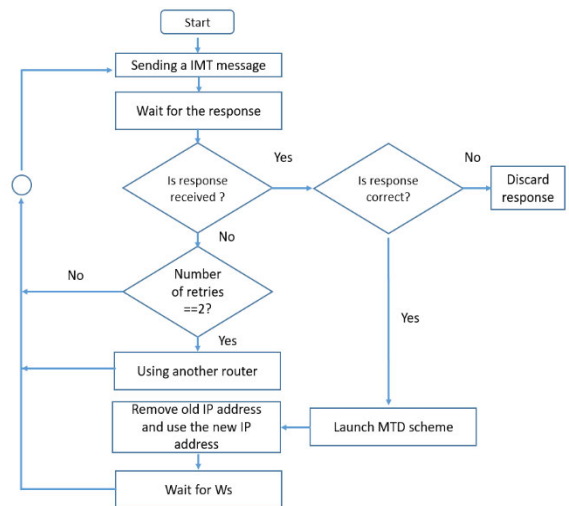 Start
Sending a IMT message
Wait for the response
Yes
No
Is response
received ?
Is response
correct?
Discard
response
No
No
Number
of retries
==2?
Yes
Yes
Using another router
Remove old IP address
and use the new IP
address
Launch MTD scheme
Wait for Ws